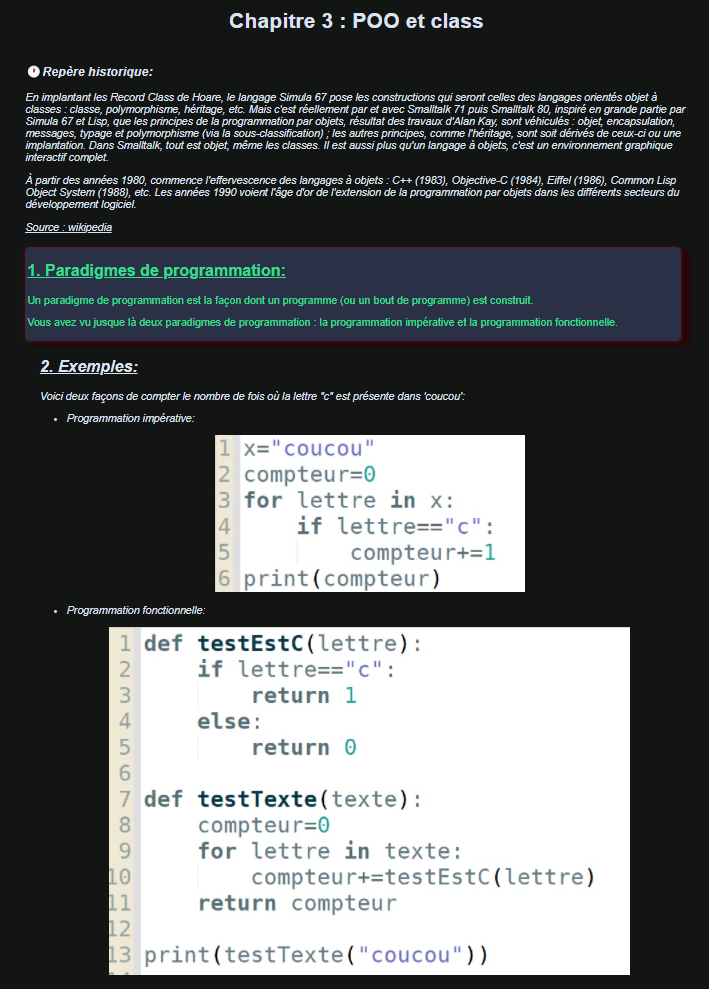 Chapitre 3 : POO et class
🕐 Repère historique:
En implantant les Record Class de Hoare, le langage Simula 67 pose les constructions qui seront celles des langages orientés objet à
classes : classe, polymorphisme, héritage, etc. Mais c'est réellement par et avec Smalltalk 71 puis Smalltalk 80, inspiré en grande partie par
Simula 67 et Lisp, que les principes de la programmation par objets, résultat des travaux d'Alan Kay, sont véhiculés : objet, encapsulation,
messages, typage et polymorphisme (via la sous-classification) ; les autres principes, comme l'héritage, sont soit dérivés de ceux-ci ou une
implantation. Dans Smalltalk, tout est objet, même les classes. Il est aussi plus qu'un langage à objets, c'est un environnement graphique
interactif complet.
À partir des années 1980, commence l'effervescence des langages à objets : C++ (1983), Objective-C (1984), Eiffel (1986), Common Lisp
Object System (1988), etc. Les années 1990 voient l'âge d'or de l'extension de la programmation par objets dans les différents secteurs du
développement logiciel.
Source : wikipedia
1. Paradigmes de programmation:
Un paradigme de programmation est la façon dont un programme (ou un bout de programme) est construit.
Vous avez vu jusque là deux paradigmes de programmation : la programmation impérative et la programmation fonctionnelle.
2. Exemples:
Voici deux façons de compter le nombre de fois où la lettre "c" est présente dans 'coucou':
• Programmation impérative:
1 x="coucou"
2 compteur=0
3 for lettre in x:
4     if lettre=="c":
5         compteur+=1
6 print(compteur)
• Programmation fonctionnelle:
1 def testEstC(lettre):
2     if lettre=="c":
3         return 1
4     else:
5         return 0
6
7 def testTexte(texte):
8     compteur=0
9     for lettre in texte:
10         compteur+=testEstC(lettre)
11     return compteur
12
13 print(testTexte("coucou"))